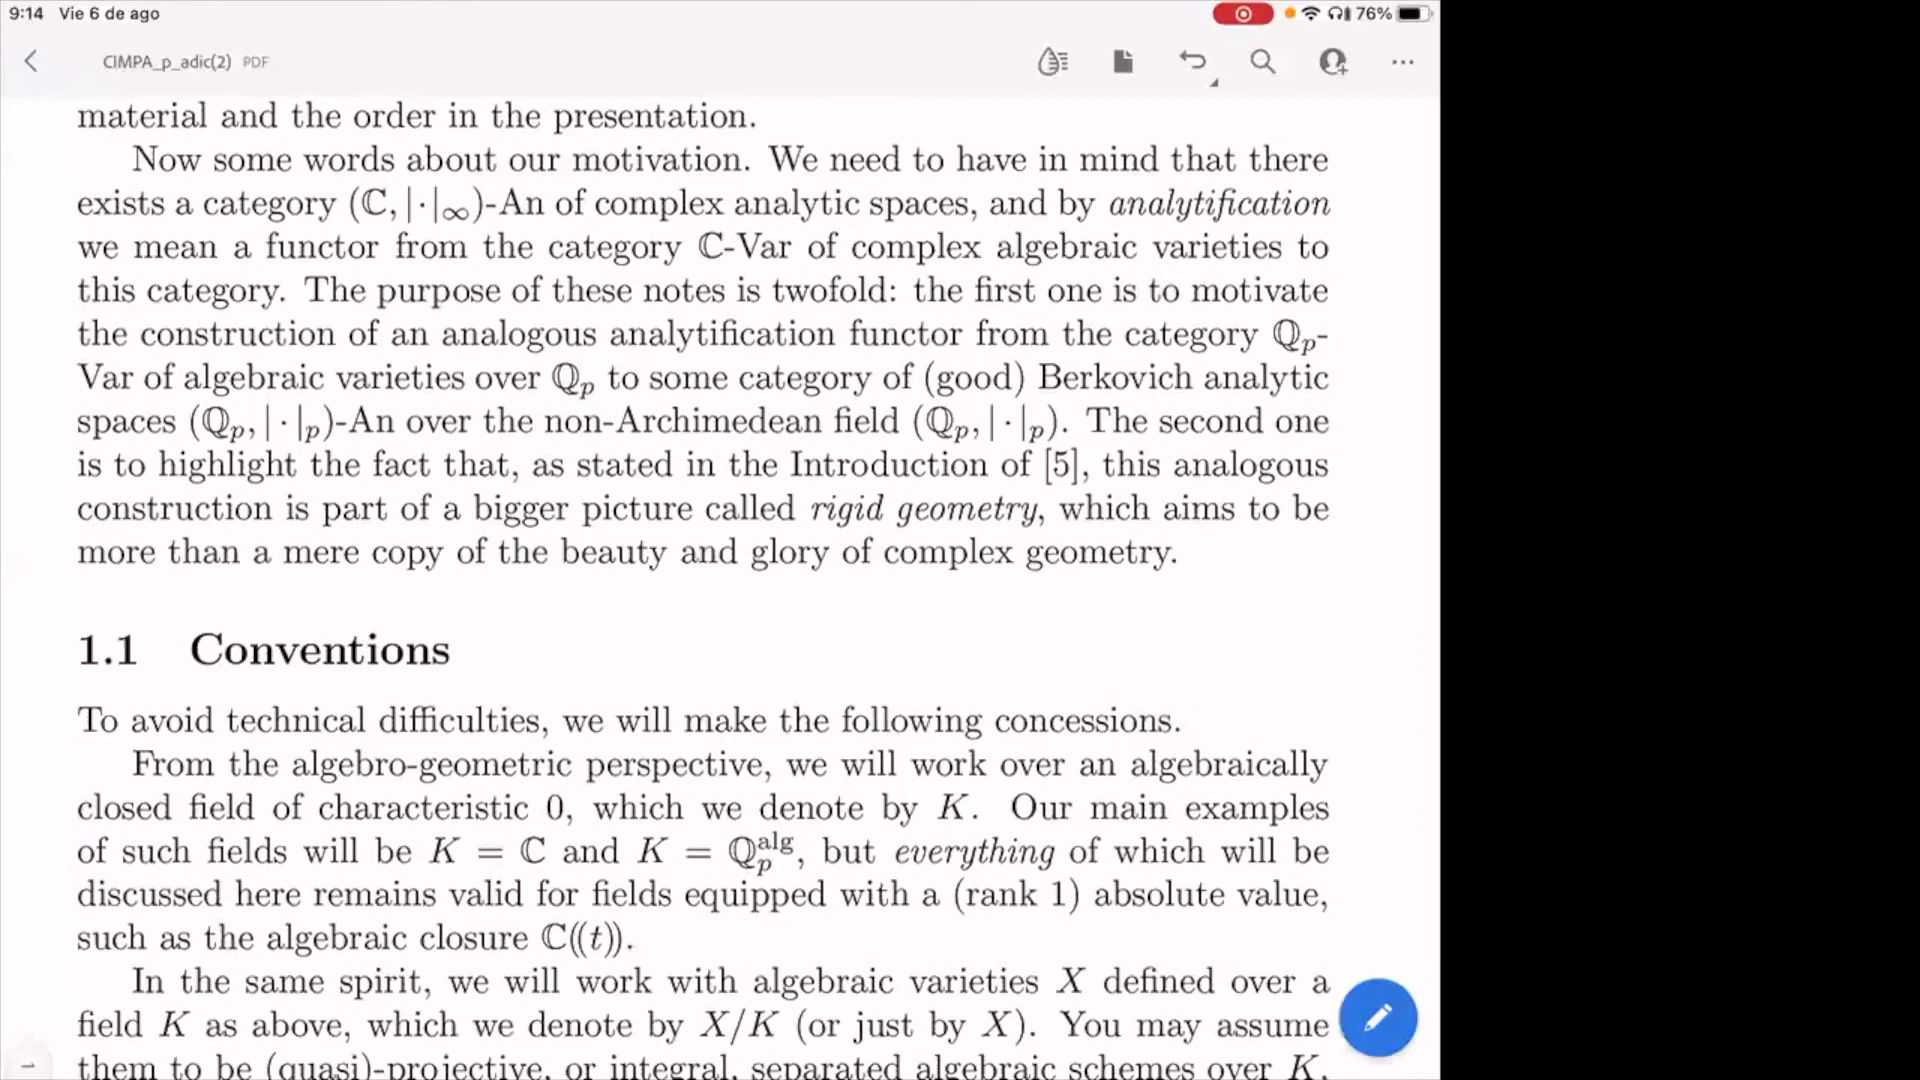 9:14 Vie 6 de ago 76%
CIMPA_p_adic(2) PDF
material and the order in the presentation.
Now some words about our motivation. We need to have in mind that there
exists a category (ℂ, |·|∞)-An of complex analytic spaces, and by analytification
we mean a functor from the category ℂ-Var of complex algebraic varieties to
this category. The purpose of these notes is twofold: the first one is to motivate
the construction of an analogous analytification functor from the category ℚₚ-
Var of algebraic varieties over ℚₚ to some category of (good) Berkovich analytic
spaces (ℚₚ, |·|ₚ)-An over the non-Archimedean field (ℚₚ, |·|ₚ). The second one
is to highlight the fact that, as stated in the Introduction of [5], this analogous
construction is part of a bigger picture called rigid geometry, which aims to be
more than a mere copy of the beauty and glory of complex geometry.
1.1 Conventions
To avoid technical difficulties, we will make the following concessions.
From the algebro-geometric perspective, we will work over an algebraically
closed field of characteristic 0, which we denote by K. Our main examples
of such fields will be K = ℂ and K = ℚₚ^alg, but everything of which will be
discussed here remains valid for fields equipped with a (rank 1) absolute value,
such as the algebraic closure ℂ((t)).
In the same spirit, we will work with algebraic varieties X defined over a
field K as above, which we denote by X/K (or just by X). You may assume
them to be (quasi)-projective, or integral, separated algebraic schemes over K.